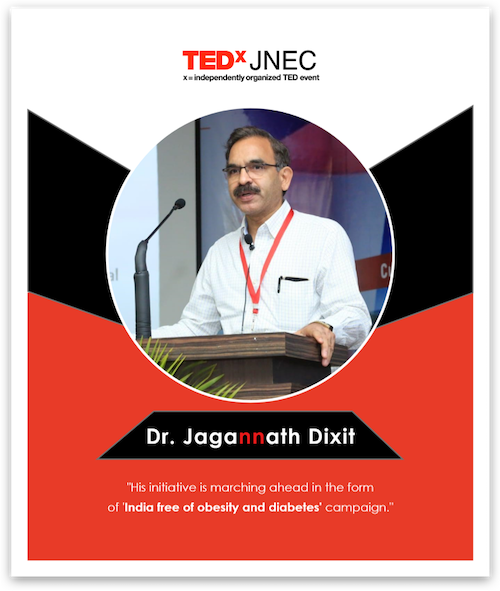 TEDx JNEC
x = independently organized TED event
Dr. Jagannath Dixit
"His initiative is marching ahead in the form
of 'India free of obesity and diabetes' campaign."